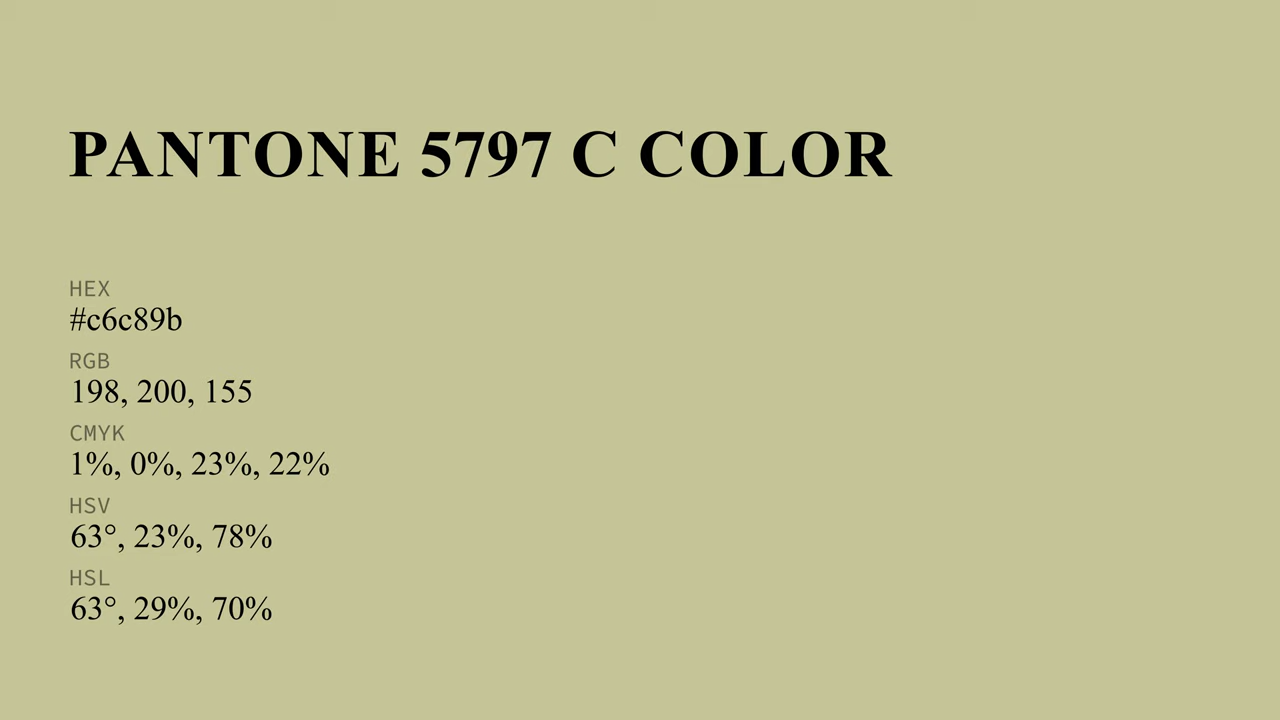 PANTONE 5797 C COLOR
HEX
#c6c89b
RGB
198, 200, 155
CMYK
1%, 0%, 23%, 22%
HSV
63°, 23%, 78%
HSL
63°, 29%, 70%